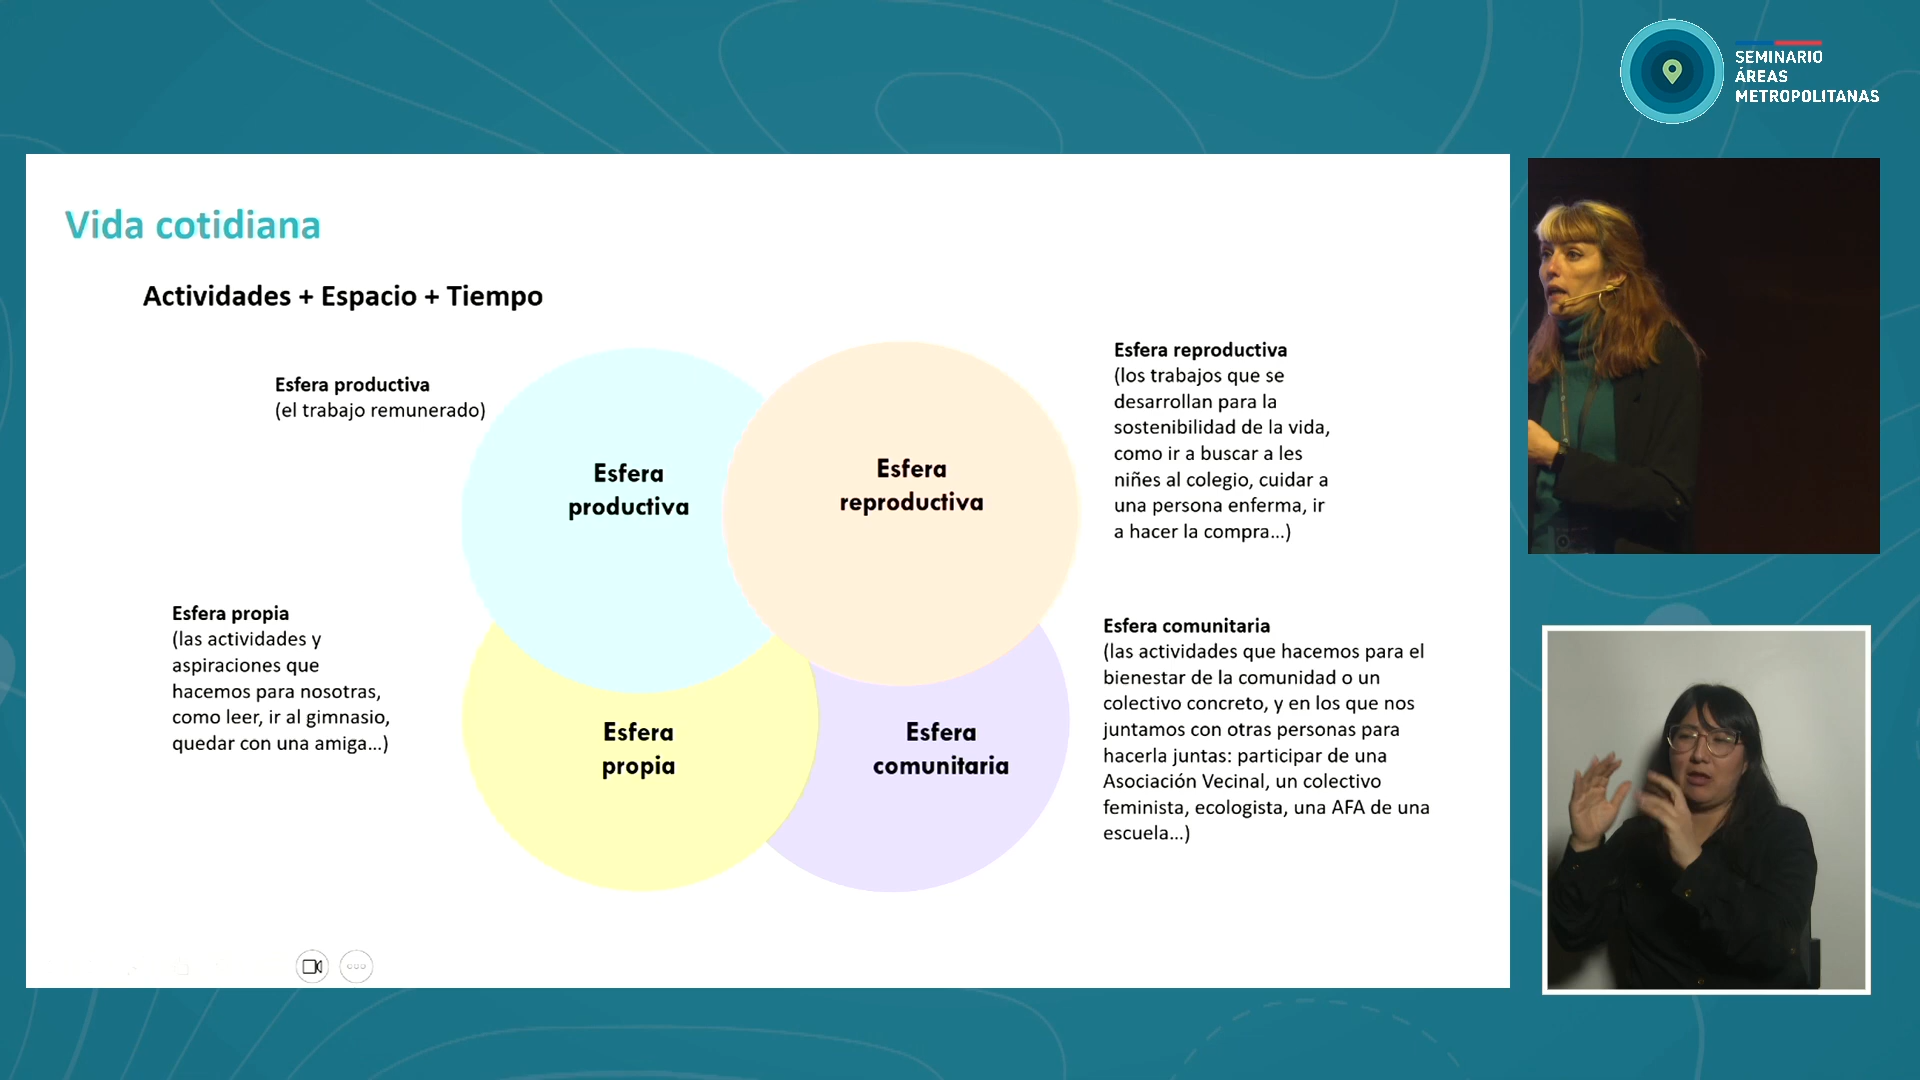 SEMINARIO
ÁREAS
METROPOLITANAS
Vida cotidiana
Actividades + Espacio + Tiempo
Esfera productiva
(el trabajo remunerado)
Esfera
productiva
Esfera
reproductiva
Esfera reproductiva
(los trabajos que se
desarrollan para la
sostenibilidad de la vida,
como ir a buscar a les
niñes al colegio, cuidar a
una persona enferma, ir
a hacer la compra...)
Esfera propia
(las actividades y
aspiraciones que
hacemos para nosotras,
como leer, ir al gimnasio,
quedar con una amiga...)
Esfera
propia
Esfera
comunitaria
Esfera comunitaria
(las actividades que hacemos para el
bienestar de la comunidad o un
colectivo concreto, y en los que nos
juntamos con otras personas para
hacerla juntas: participar de una
Asociación Vecinal, un colectivo
feminista, ecologista, una AFA de una
escuela...)